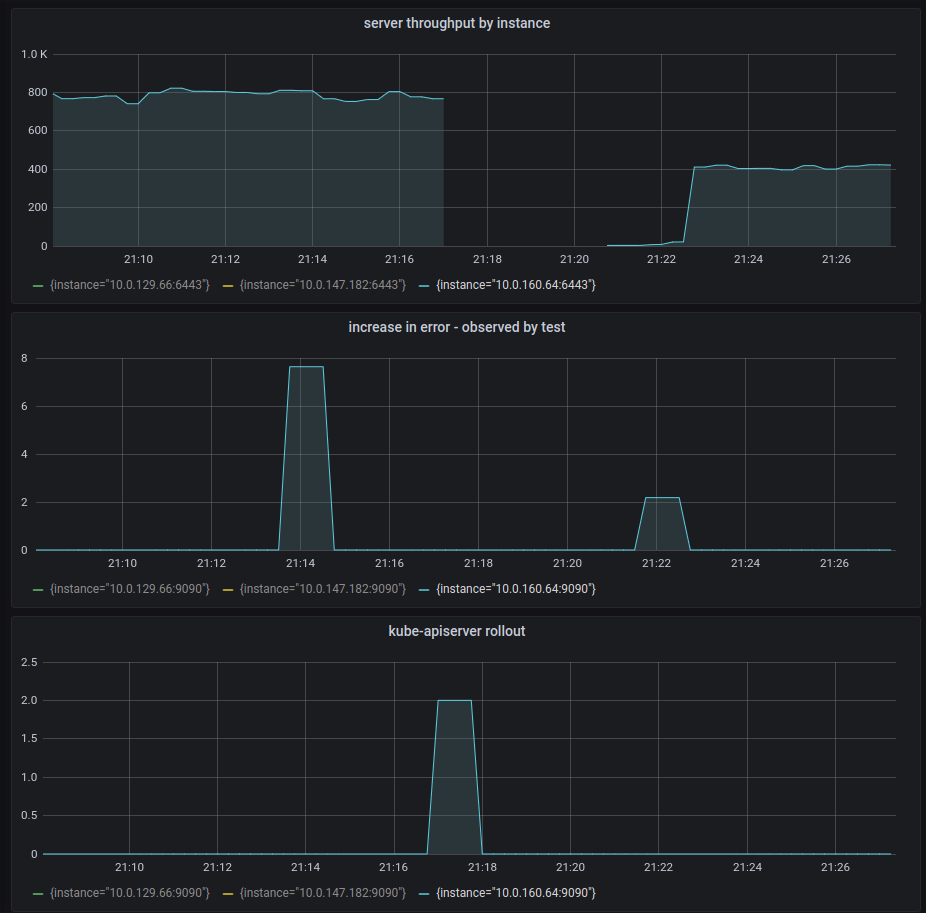 server throughput by instance
1.0 K
800
600
400
200
0
21:10 21:12 21:14 21:16 21:18 21:20 21:22 21:24 21:26
{instance="10.0.129.66:6443"} {instance="10.0.147.182:6443"} {instance="10.0.160.64:6443"}
increase in error - observed by test
8
6
4
2
0
21:10 21:12 21:14 21:16 21:18 21:20 21:22 21:24 21:26
{instance="10.0.129.66:9090"} {instance="10.0.147.182:9090"} {instance="10.0.160.64:9090"}
kube-apiserver rollout
2.5
2.0
1.5
1.0
0.5
0
21:10 21:12 21:14 21:16 21:18 21:20 21:22 21:24 21:26
{instance="10.0.129.66:9090"} {instance="10.0.147.182:9090"} {instance="10.0.160.64:9090"}